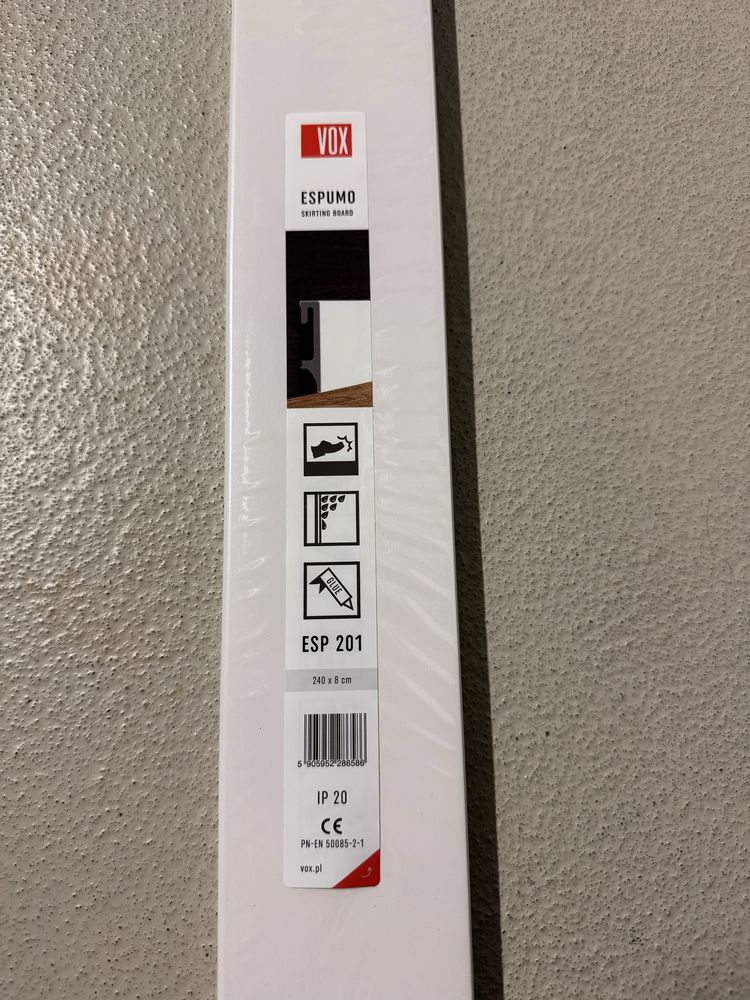 VOX
ESPUMO
SKIRTING BOARD
GLUE
ESP 201
240 x 8 cm
5 905952 286586
IP 20
CE
PN-EN 50085-2-1
vox.pl